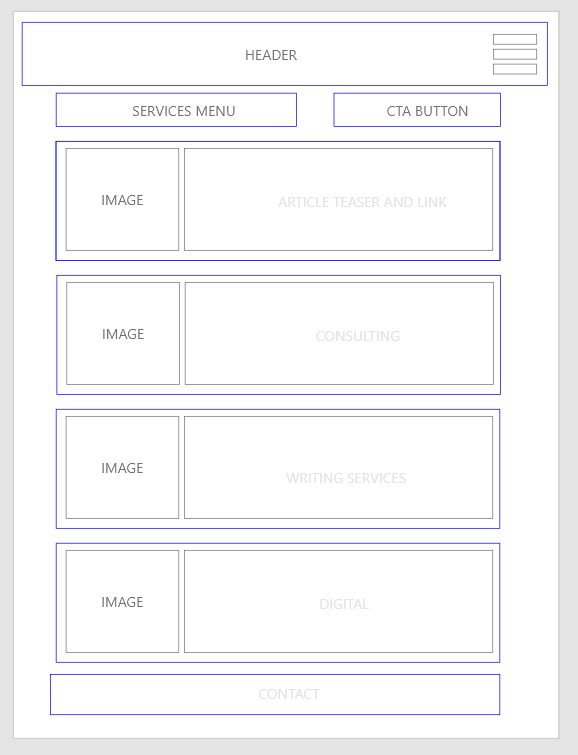 HEADER
SERVICES MENU
CTA BUTTON
IMAGE
ARTICLE TEASER AND LINK
IMAGE
CONSULTING
IMAGE
WRITING SERVICES
IMAGE
DIGITAL
CONTACT